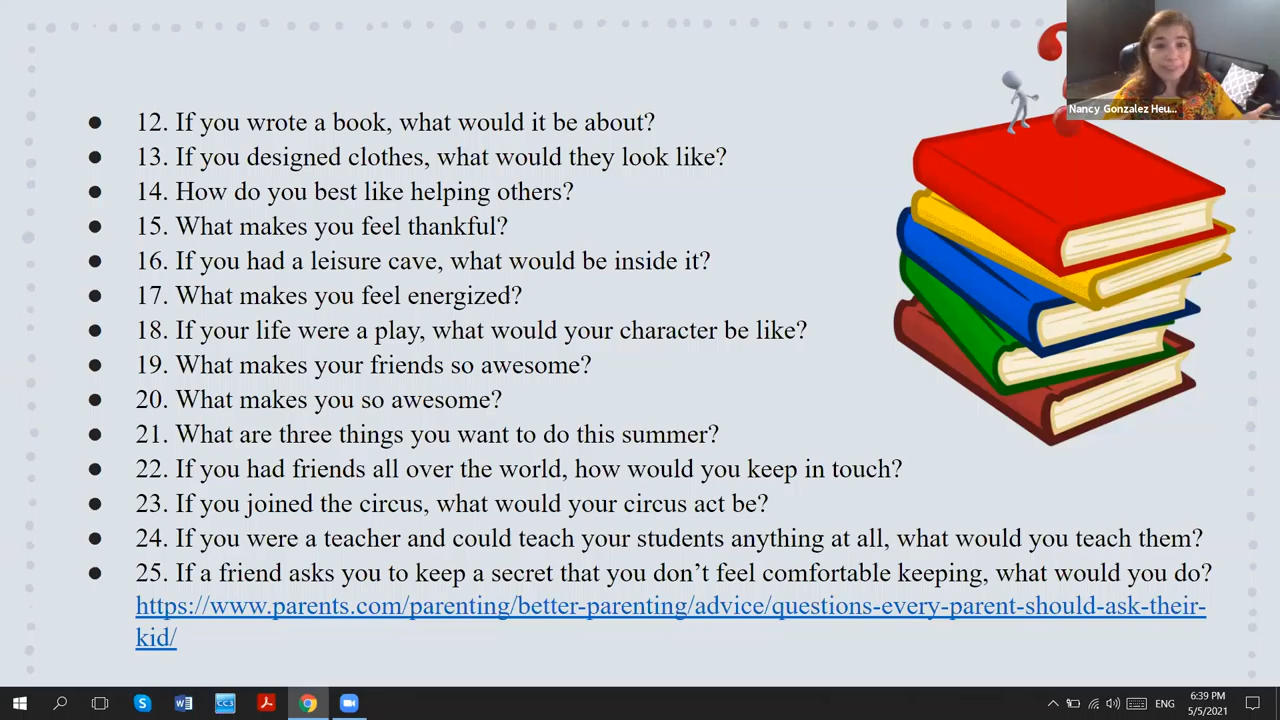 Nancy Gonzalez Heu...
● 12. If you wrote a book, what would it be about?
● 13. If you designed clothes, what would they look like?
● 14. How do you best like helping others?
● 15. What makes you feel thankful?
● 16. If you had a leisure cave, what would be inside it?
● 17. What makes you feel energized?
● 18. If your life were a play, what would your character be like?
● 19. What makes your friends so awesome?
● 20. What makes you so awesome?
● 21. What are three things you want to do this summer?
● 22. If you had friends all over the world, how would you keep in touch?
● 23. If you joined the circus, what would your circus act be?
● 24. If you were a teacher and could teach your students anything at all, what would you teach them?
● 25. If a friend asks you to keep a secret that you don’t feel comfortable keeping, what would you do?
https://www.parents.com/parenting/better-parenting/advice/questions-every-parent-should-ask-their-
kid/
CC3
ENG
6:39 PM
5/5/2021